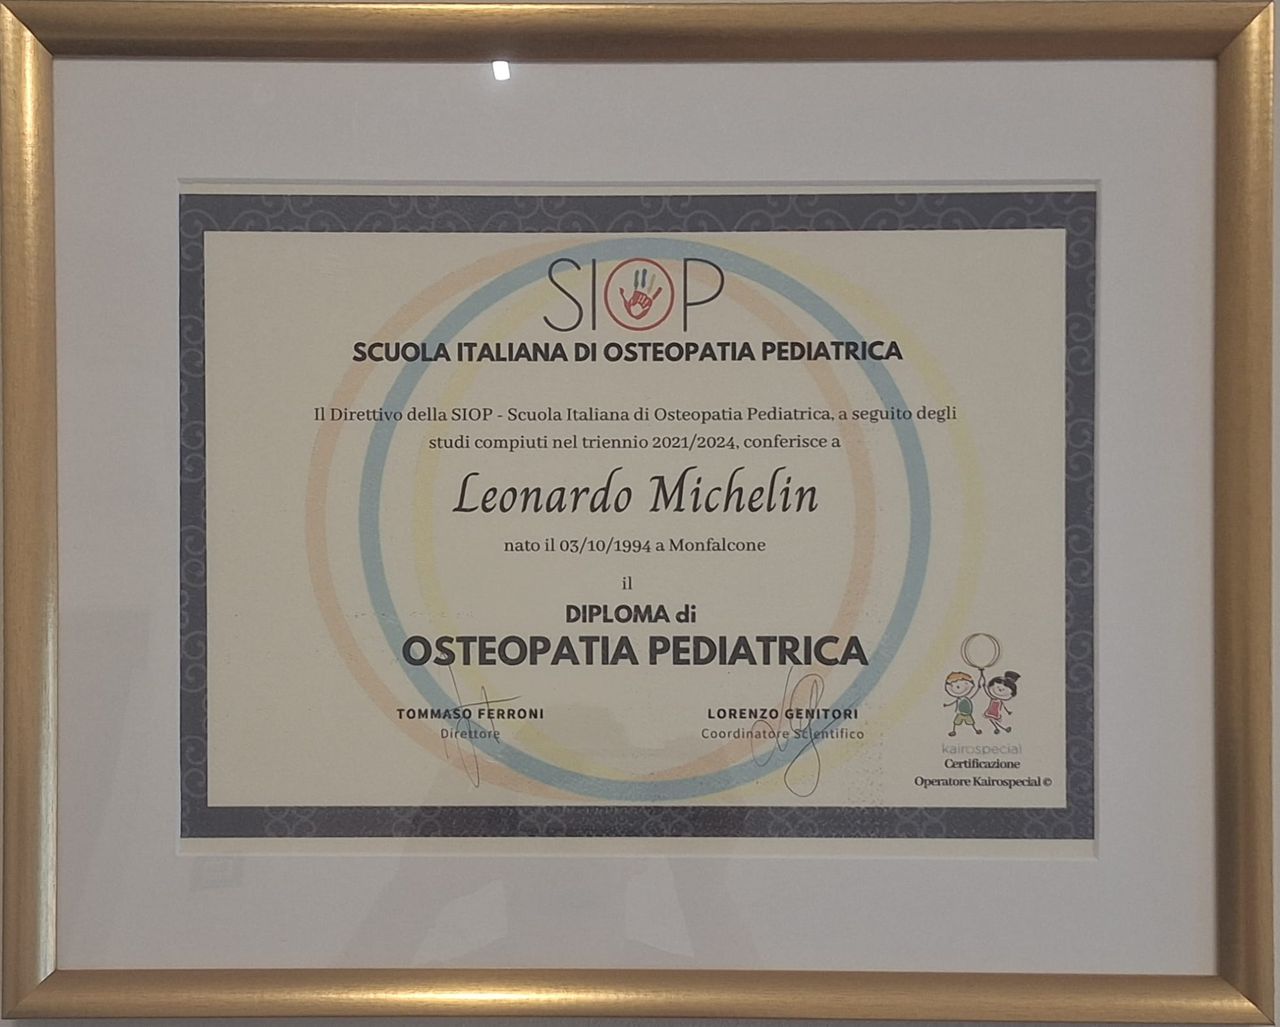 SIOP
SCUOLA ITALIANA DI OSTEOPATIA PEDIATRICA
Il Direttivo della SIOP - Scuola Italiana di Osteopatia Pediatrica, a seguito degli
studi compiuti nel triennio 2021/2024, conferisce a
Leonardo Michelin
nato il 03/10/1994 a Monfalcone
il
DIPLOMA di
OSTEOPATIA PEDIATRICA
TOMMASO FERRONI
Direttore
LORENZO GENITORI
Coordinatore Scientifico
kairospecial
Certificazione
Operatore Kairospecial ©